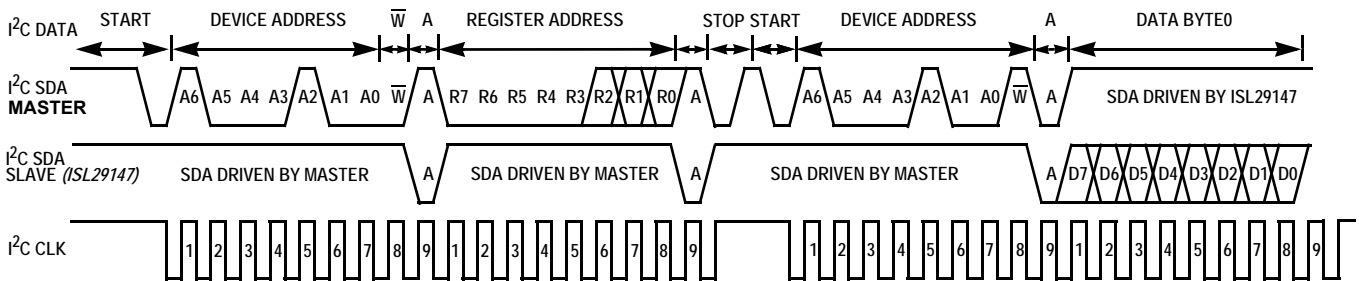 I²C DATA START DEVICE ADDRESS W̅ A REGISTER ADDRESS STOP START DEVICE ADDRESS A DATA BYTE0
I²C SDA
MASTER
A6 A5 A4 A3 A2 A1 A0 W̅ A R7 R6 R5 R4 R3 R2 R1 R0 A A6 A5 A4 A3 A2 A1 A0 W̅ A SDA DRIVEN BY ISL29147
I²C SDA
SLAVE (ISL29147)
SDA DRIVEN BY MASTER A SDA DRIVEN BY MASTER A SDA DRIVEN BY MASTER A D7 D6 D5 D4 D3 D2 D1 D0
I²C CLK 1 2 3 4 5 6 7 8 9 1 2 3 4 5 6 7 8 9 1 2 3 4 5 6 7 8 9 1 2 3 4 5 6 7 8 9